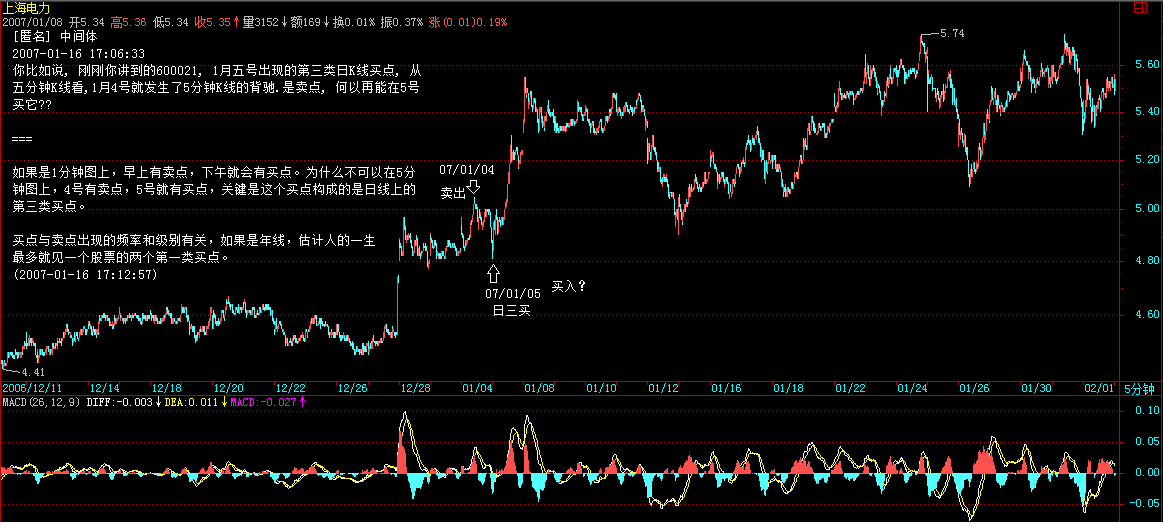 上海电力
2007/01/08 开5.34 高5.36 低5.34 收5.35↑量3152↓额169↓换0.01% 振0.37% 涨(0.01)0.19%
[匿名] 中间体
2007-01-16 17:06:33
你比如说, 刚刚你讲到的600021, 1月五号出现的第三类日K线买点, 从
五分钟K线看,1月4号就发生了5分钟K线的背驰.是卖点, 何以再能在5号
买它??
===
如果是1分钟图上，早上有卖点，下午就会有买点。为什么不可以在5分
钟图上，4号有卖点，5号就有买点，关键是这个买点构成的是日线上的
第三类买点。
买点与卖点出现的频率和级别有关，如果是年线，估计人的一生
最多就见一个股票的两个第一类买点。
(2007-01-16 17:12:57)
07/01/04
卖出
07/01/05
日三买
买入?
5.74
4.41
5.60
5.40
5.20
5.00
4.80
4.60
2006/12/11 12/14 12/18 12/20 12/22 12/26 12/28 01/04 01/08 01/10 01/12 01/16 01/18 01/22 01/24 01/26 01/30 02/01 5分钟
MACD(26,12,9) DIFF:-0.003↓DEA:0.011↓MACD:-0.027↑
0.10
0.05
0.00
-0.05